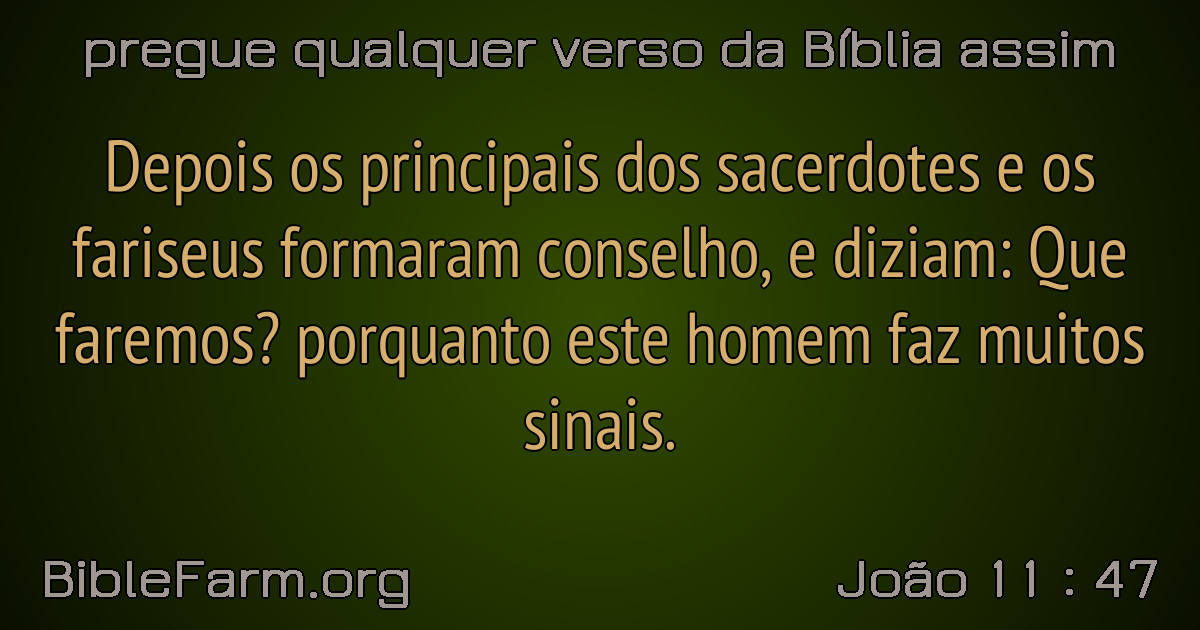 pregue qualquer verso da Bíblia assim
Depois os principais dos sacerdotes e os
fariseus formaram conselho, e diziam: Que
faremos? porquanto este homem faz muitos
sinais.
BibleFarm.org
João 11 : 47